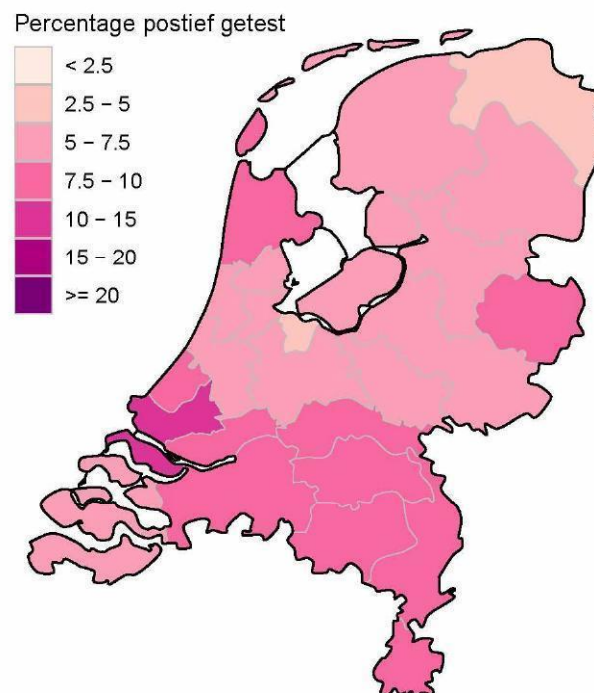 Percentage postief getest
< 2.5
2.5 – 5
5 – 7.5
7.5 – 10
10 – 15
15 – 20
>= 20